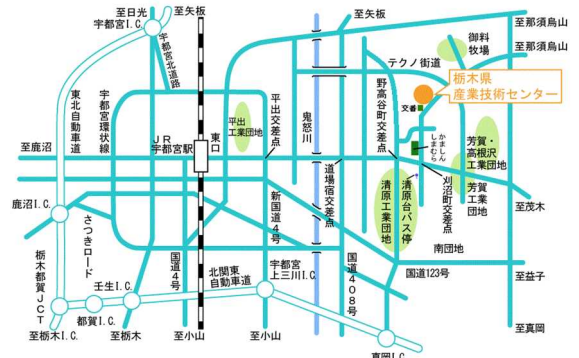 至日光
至矢板
宇都宮I.C.
宇都宮北道路
至矢板
至那須烏山
御料
牧場
至那須烏山
テクノ街道
栃木県
産業技術センター
交番
東北自動車道
宇都宮環状線
JR
宇都宮駅
東口
平出
工業団地
平出交差点
鬼怒川
野高谷町交差点
かましん
しまむら
芳賀・
高根沢
工業団地
至鹿沼
道場宿交差点
清原工業団地
清原台バス停
刈沼町交差点
芳賀
工業
団地
至茂木
鹿沼I.C.
さつきロード
新国道4号
南団地
栃木都賀JCT
国道4号
北関東
自動車道
宇都宮
上三川I.C.
国道408号
国道123号
至益子
壬生I.C.
都賀I.C.
至栃木I.C.
至栃木
至小山
至小山
至真岡
真岡I.C.